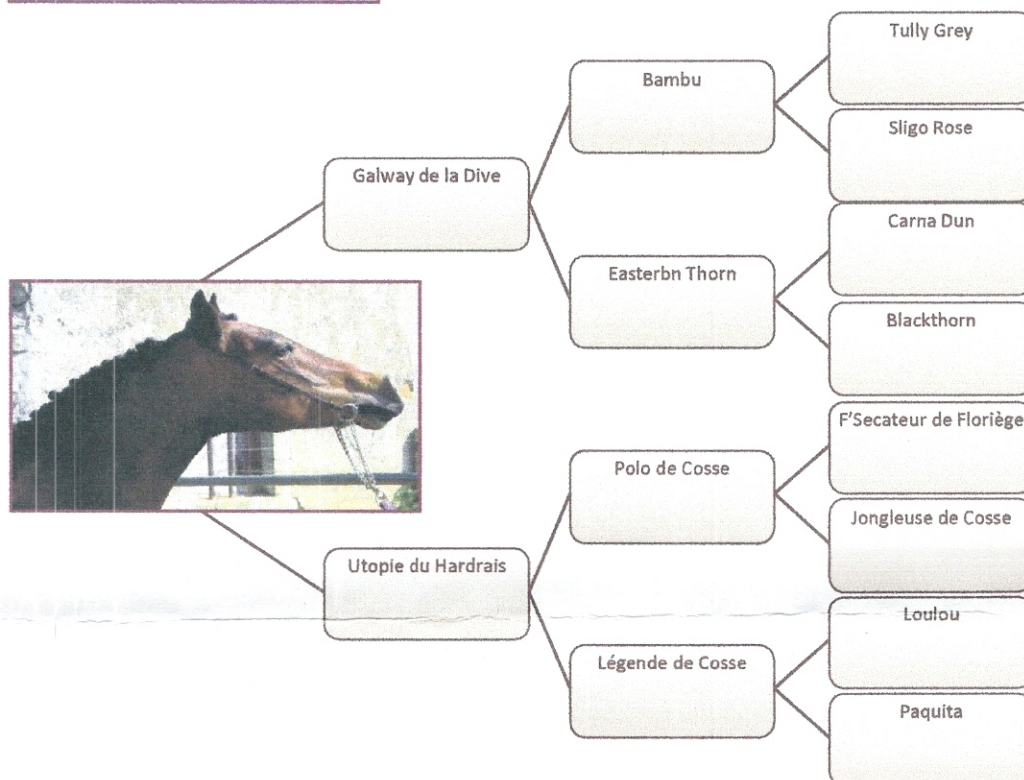 Tully Grey
Bambu
Sligo Rose
Galway de la Dive
Carna Dun
Easterbn Thorn
Blackthorn
F'Secateur de Floriège
Polo de Cosse
Jongleuse de Cosse
Utopie du Hardrais
Loulou
Légende de Cosse
Paquita